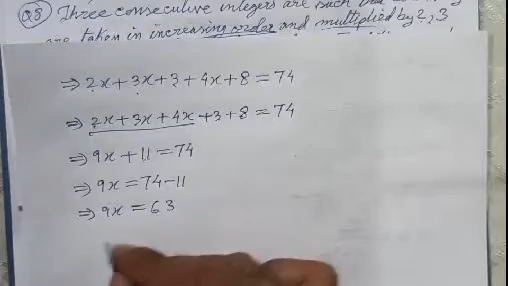 Q8) Three consecutive integers are such that
are taken in increasing order and multiplied by 2, 3
⇒ 2x+3x+3+4x+8=74
⇒ 2x+3x+4x+3+8=74
⇒ 9x+11=74
⇒ 9x=74-11
⇒ 9x=63